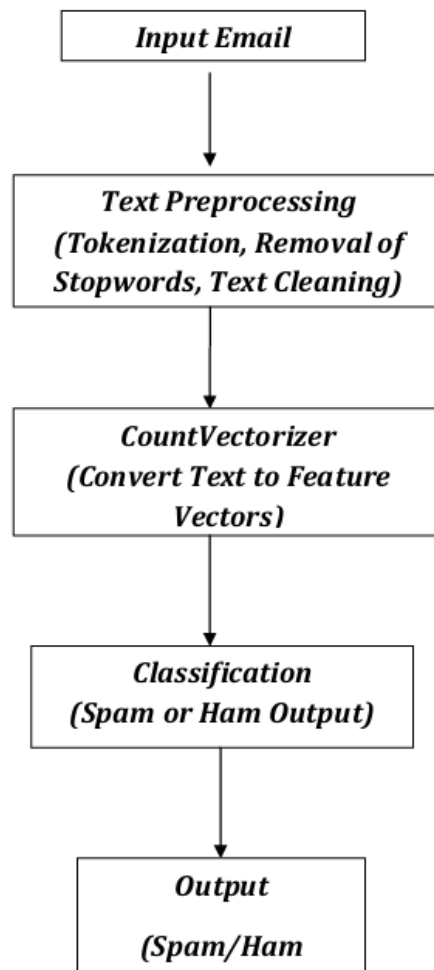 Input Email
Text Preprocessing
(Tokenization, Removal of
Stopwords, Text Cleaning)
CountVectorizer
(Convert Text to Feature
Vectors)
Classification
(Spam or Ham Output)
Output
(Spam/Ham